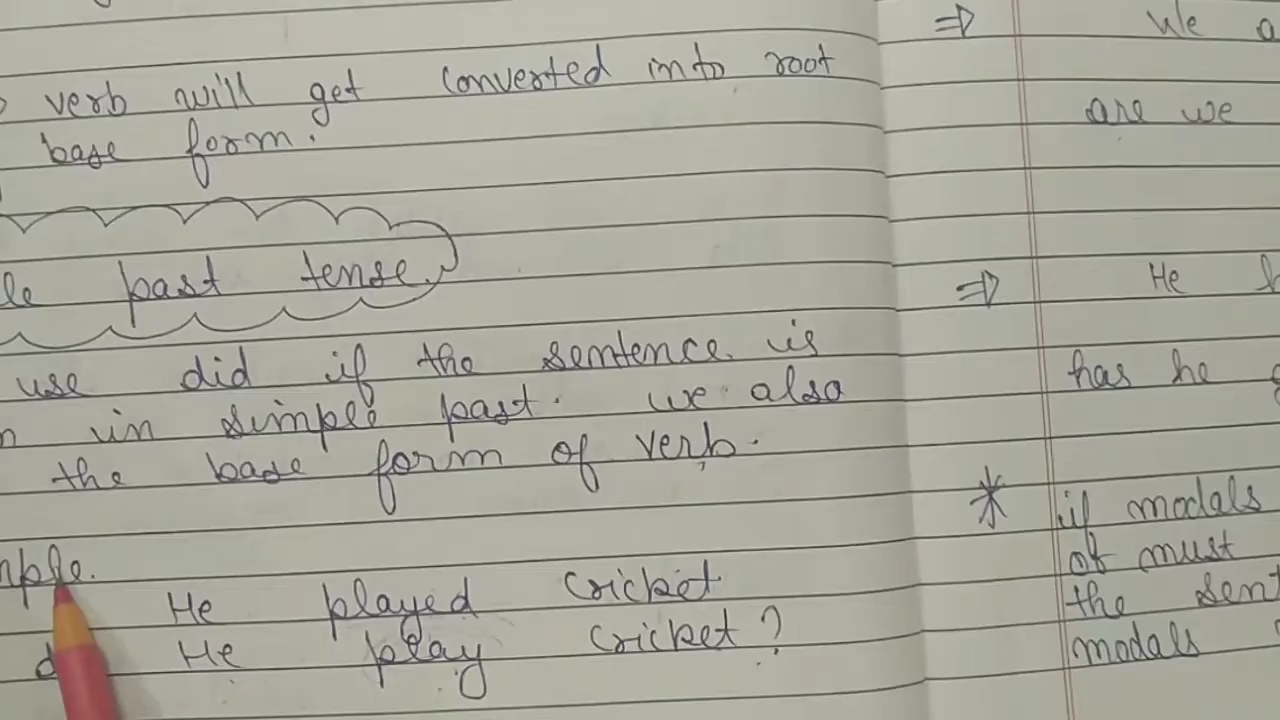 verb will get converted into root
base form.
past tense.
use did if the sentence is
in simple past. we also
the base form of verb.
He played cricket
He play cricket?
⇒ We a
are we
⇒ He
has he
* if modals
of must
the sent
modals